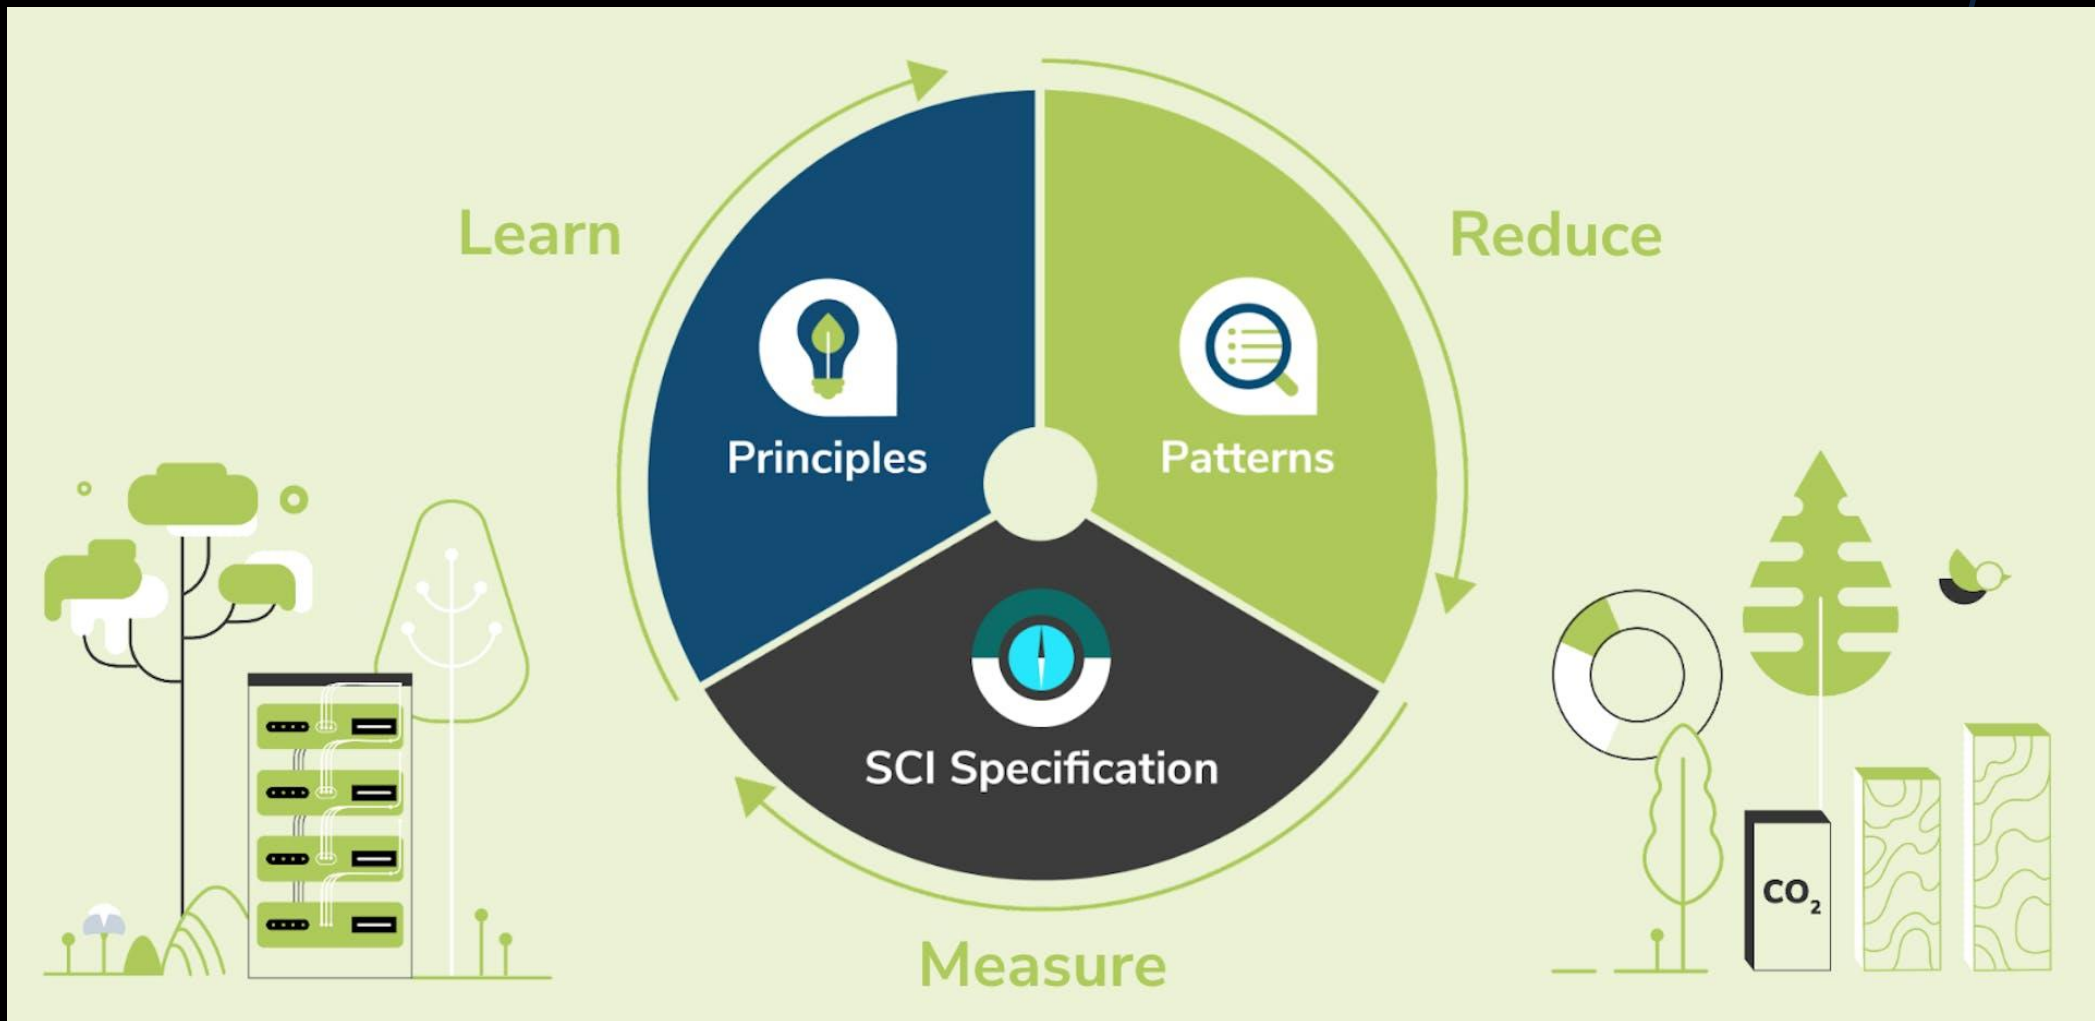 Learn
Reduce
Principles
Patterns
SCI Specification
CO₂
Measure